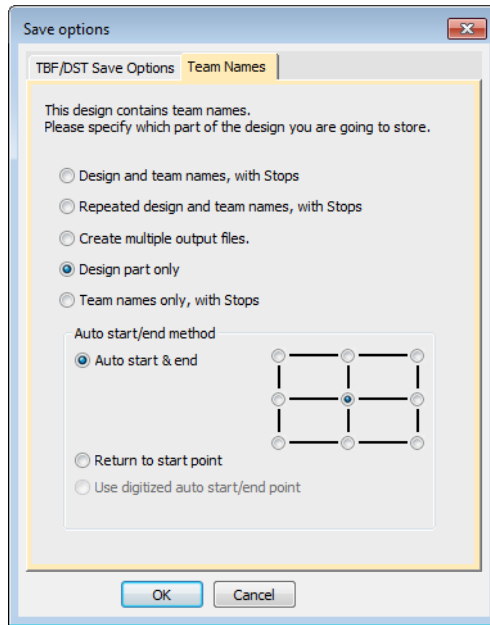 Save options
TBF/DST Save Options Team Names
This design contains team names.
Please specify which part of the design you are going to store.
Design and team names, with Stops
Repeated design and team names, with Stops
Create multiple output files.
Design part only
Team names only, with Stops
Auto start/end method
Auto start & end
Return to start point
Use digitized auto start/end point
OK Cancel